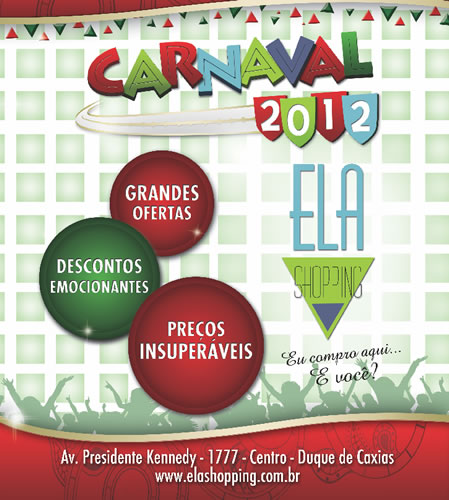 CARNAVAL
2012
GRANDES
OFERTAS
DESCONTOS
EMOCIONANTES
PREÇOS
INSUPERÁVEIS
ELA
SHOPPING
Eu compro aqui...
E você?
Av. Presidente Kennedy - 1777 - Centro - Duque de Caxias
www.elashopping.com.br